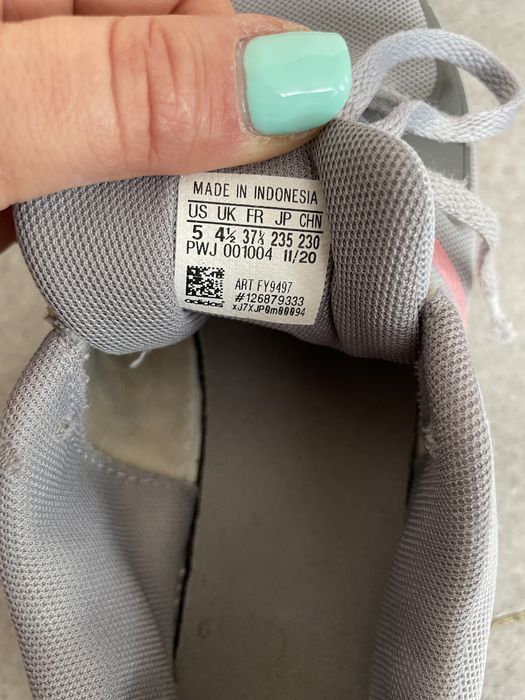 MADE IN INDONESIA
US UK FR JP CHN
5 4½ 37⅓ 235 230
PWJ 001004 11/20
ART FY9497
#126879333
adidas xJ7XJP0m00094